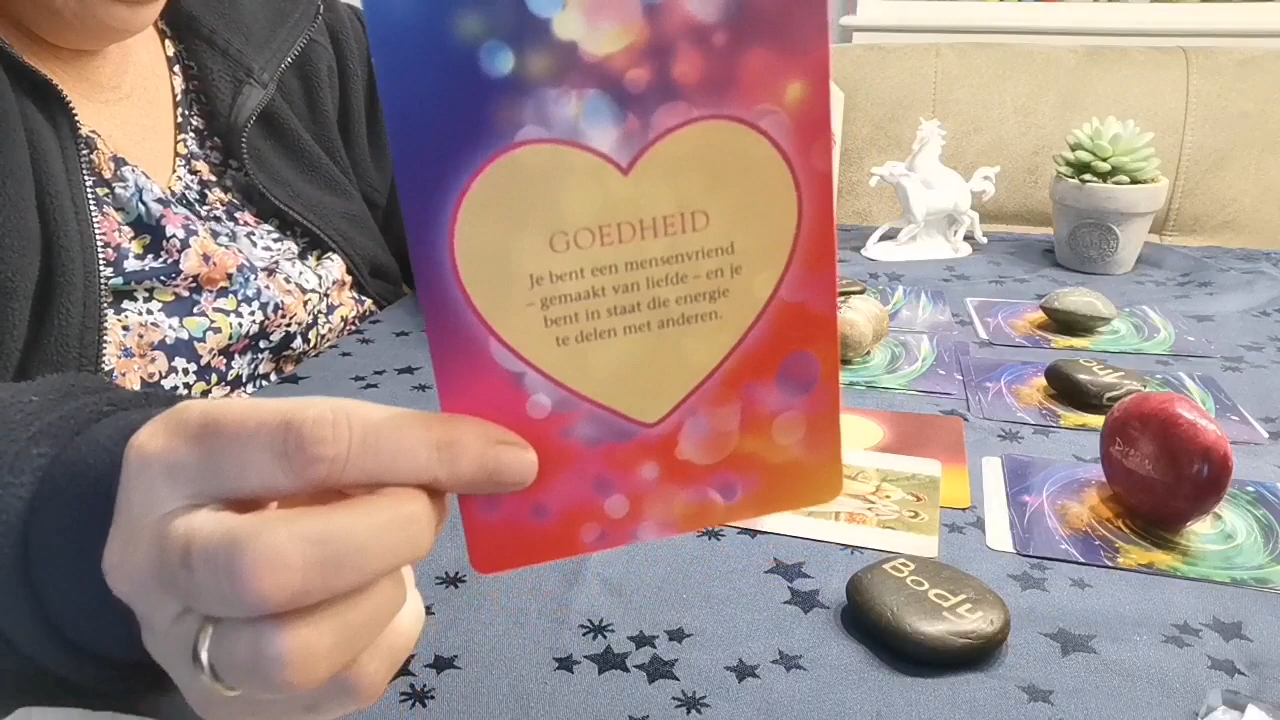 GOEDHEID
Je bent een mensenvriend
– gemaakt van liefde – en je
bent in staat die energie
te delen met anderen.
Soul
Dream
Body